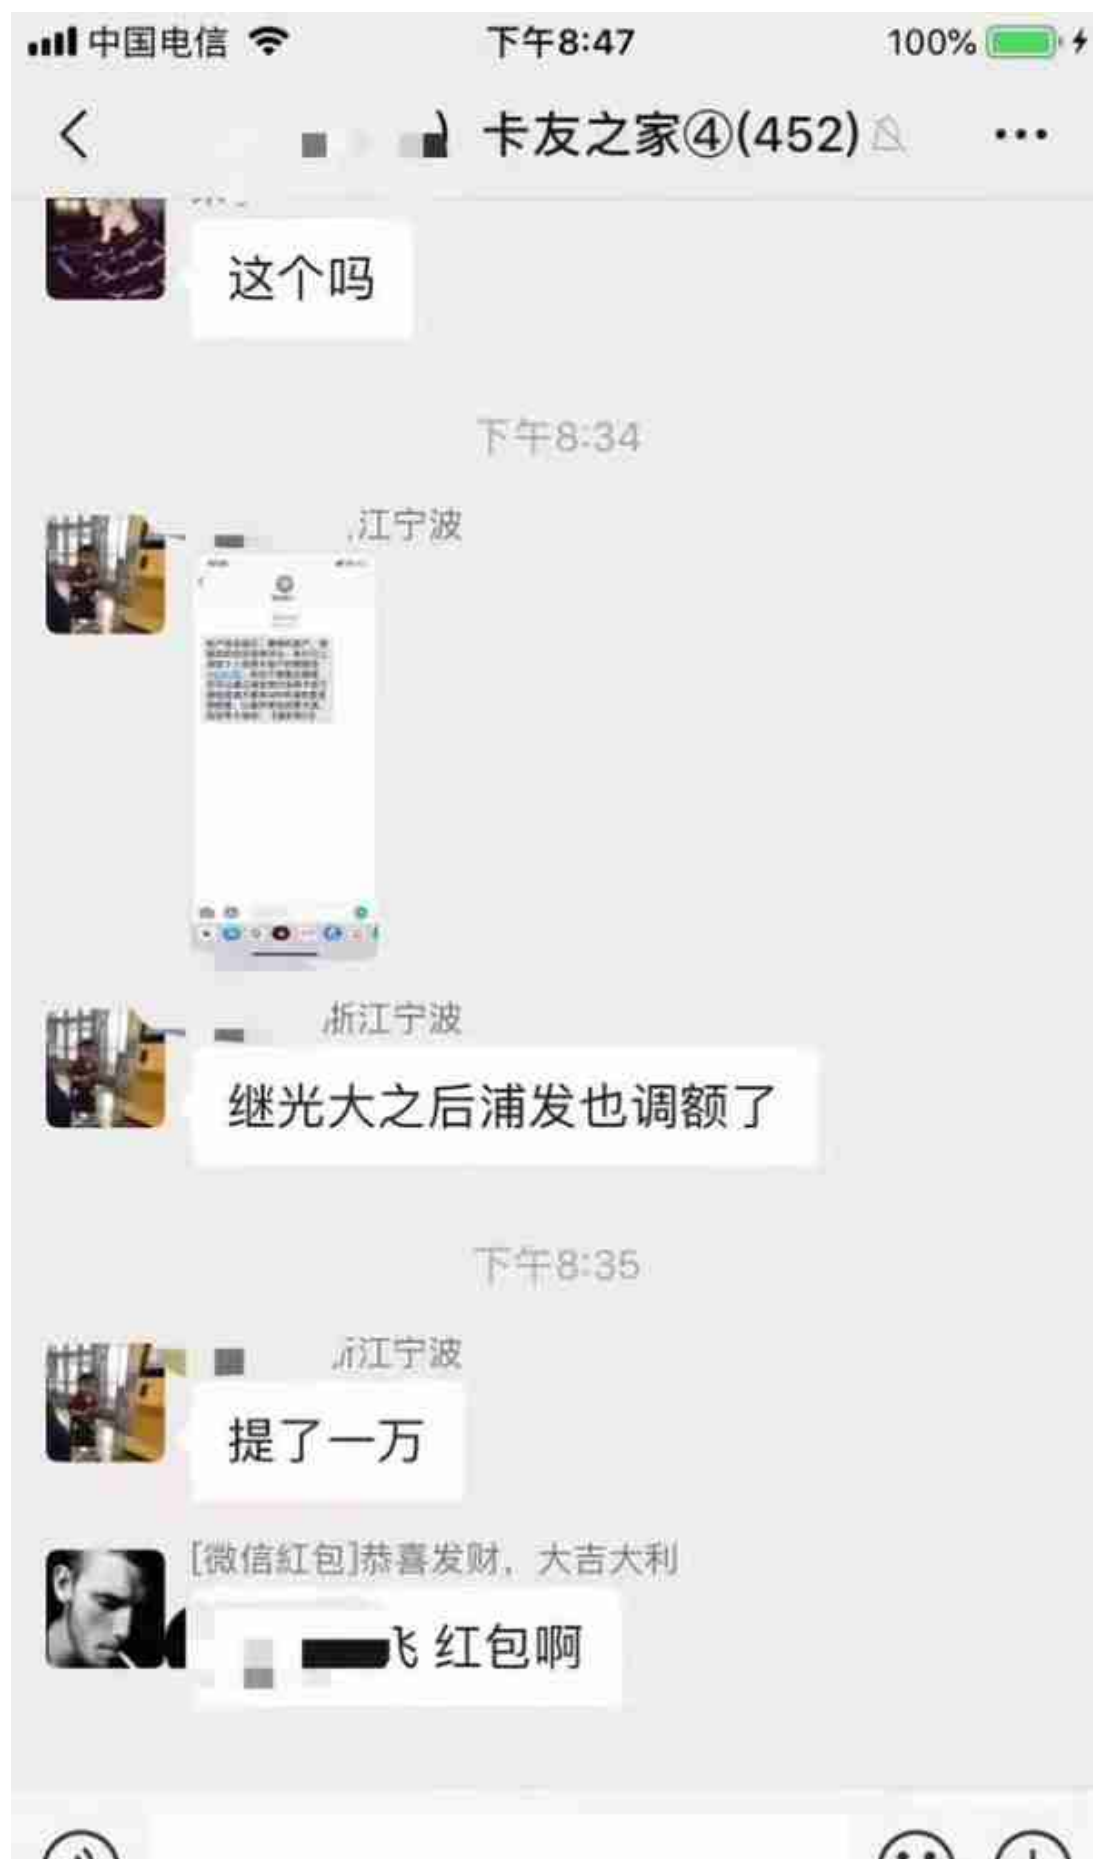 中国电信 下午8:47 100%
) 卡友之家④(452)
这个吗
下午8:34
江宁波
浙江宁波
继光大之后浦发也调额了
下午8:35
江宁波
提了一万
[微信紅包]恭喜发财，大吉大利
飞 红包啊